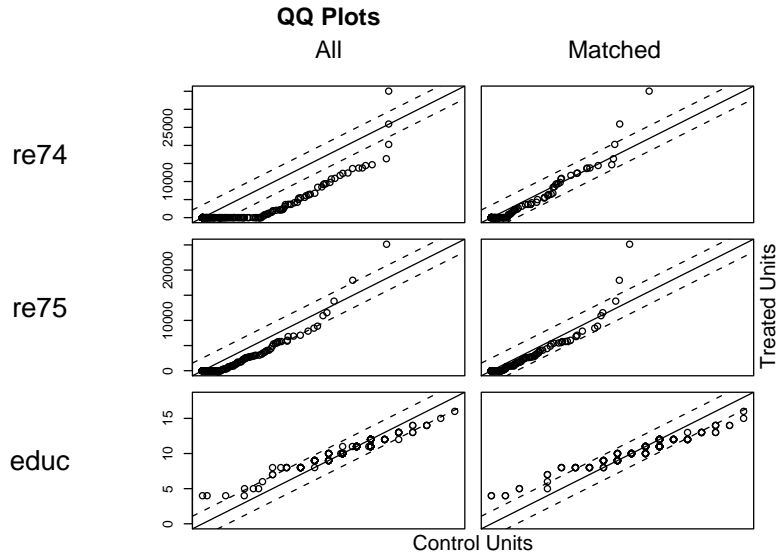 QQ Plots
All
Matched
re74
0
10000
25000
re75
0
10000
20000
educ
0
5
10
15
Control Units
Treated Units